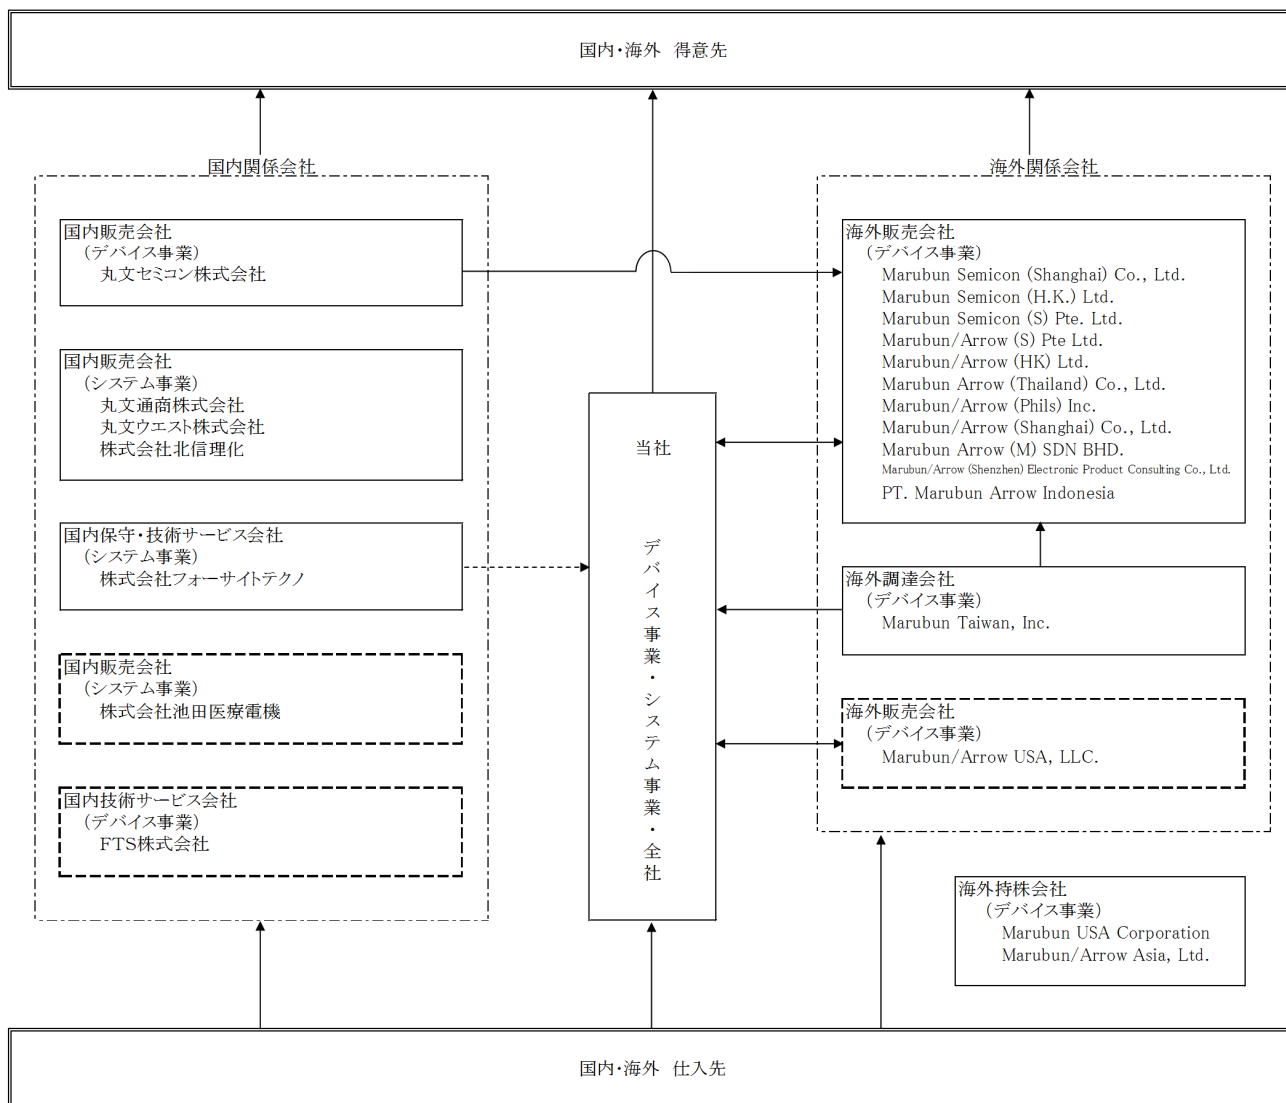 国内・海外 得意先
国内関係会社
国内販売会社
(デバイス事業)
丸文セミコン株式会社
国内販売会社
(システム事業)
丸文通商株式会社
丸文ウエスト株式会社
株式会社北信理化
国内保守・技術サービス会社
(システム事業)
株式会社フォーサイトテクノ
国内販売会社
(システム事業)
株式会社池田医療電機
国内技術サービス会社
(デバイス事業)
FTS株式会社
当社
デバイス事業・システム事業・全社
海外関係会社
海外販売会社
(デバイス事業)
Marubun Semicon (Shanghai) Co., Ltd.
Marubun Semicon (H.K.) Ltd.
Marubun Semicon (S) Pte. Ltd.
Marubun/Arrow (S) Pte Ltd.
Marubun/Arrow (HK) Ltd.
Marubun Arrow (Thailand) Co., Ltd.
Marubun/Arrow (Phils) Inc.
Marubun/Arrow (Shanghai) Co., Ltd.
Marubun Arrow (M) SDN BHD.
Marubun/Arrow (Shenzhen) Electronic Product Consulting Co., Ltd.
PT. Marubun Arrow Indonesia
海外調達会社
(デバイス事業)
Marubun Taiwan, Inc.
海外販売会社
(デバイス事業)
Marubun/Arrow USA, LLC.
海外持株会社
(デバイス事業)
Marubun USA Corporation
Marubun/Arrow Asia, Ltd.
国内・海外 仕入先